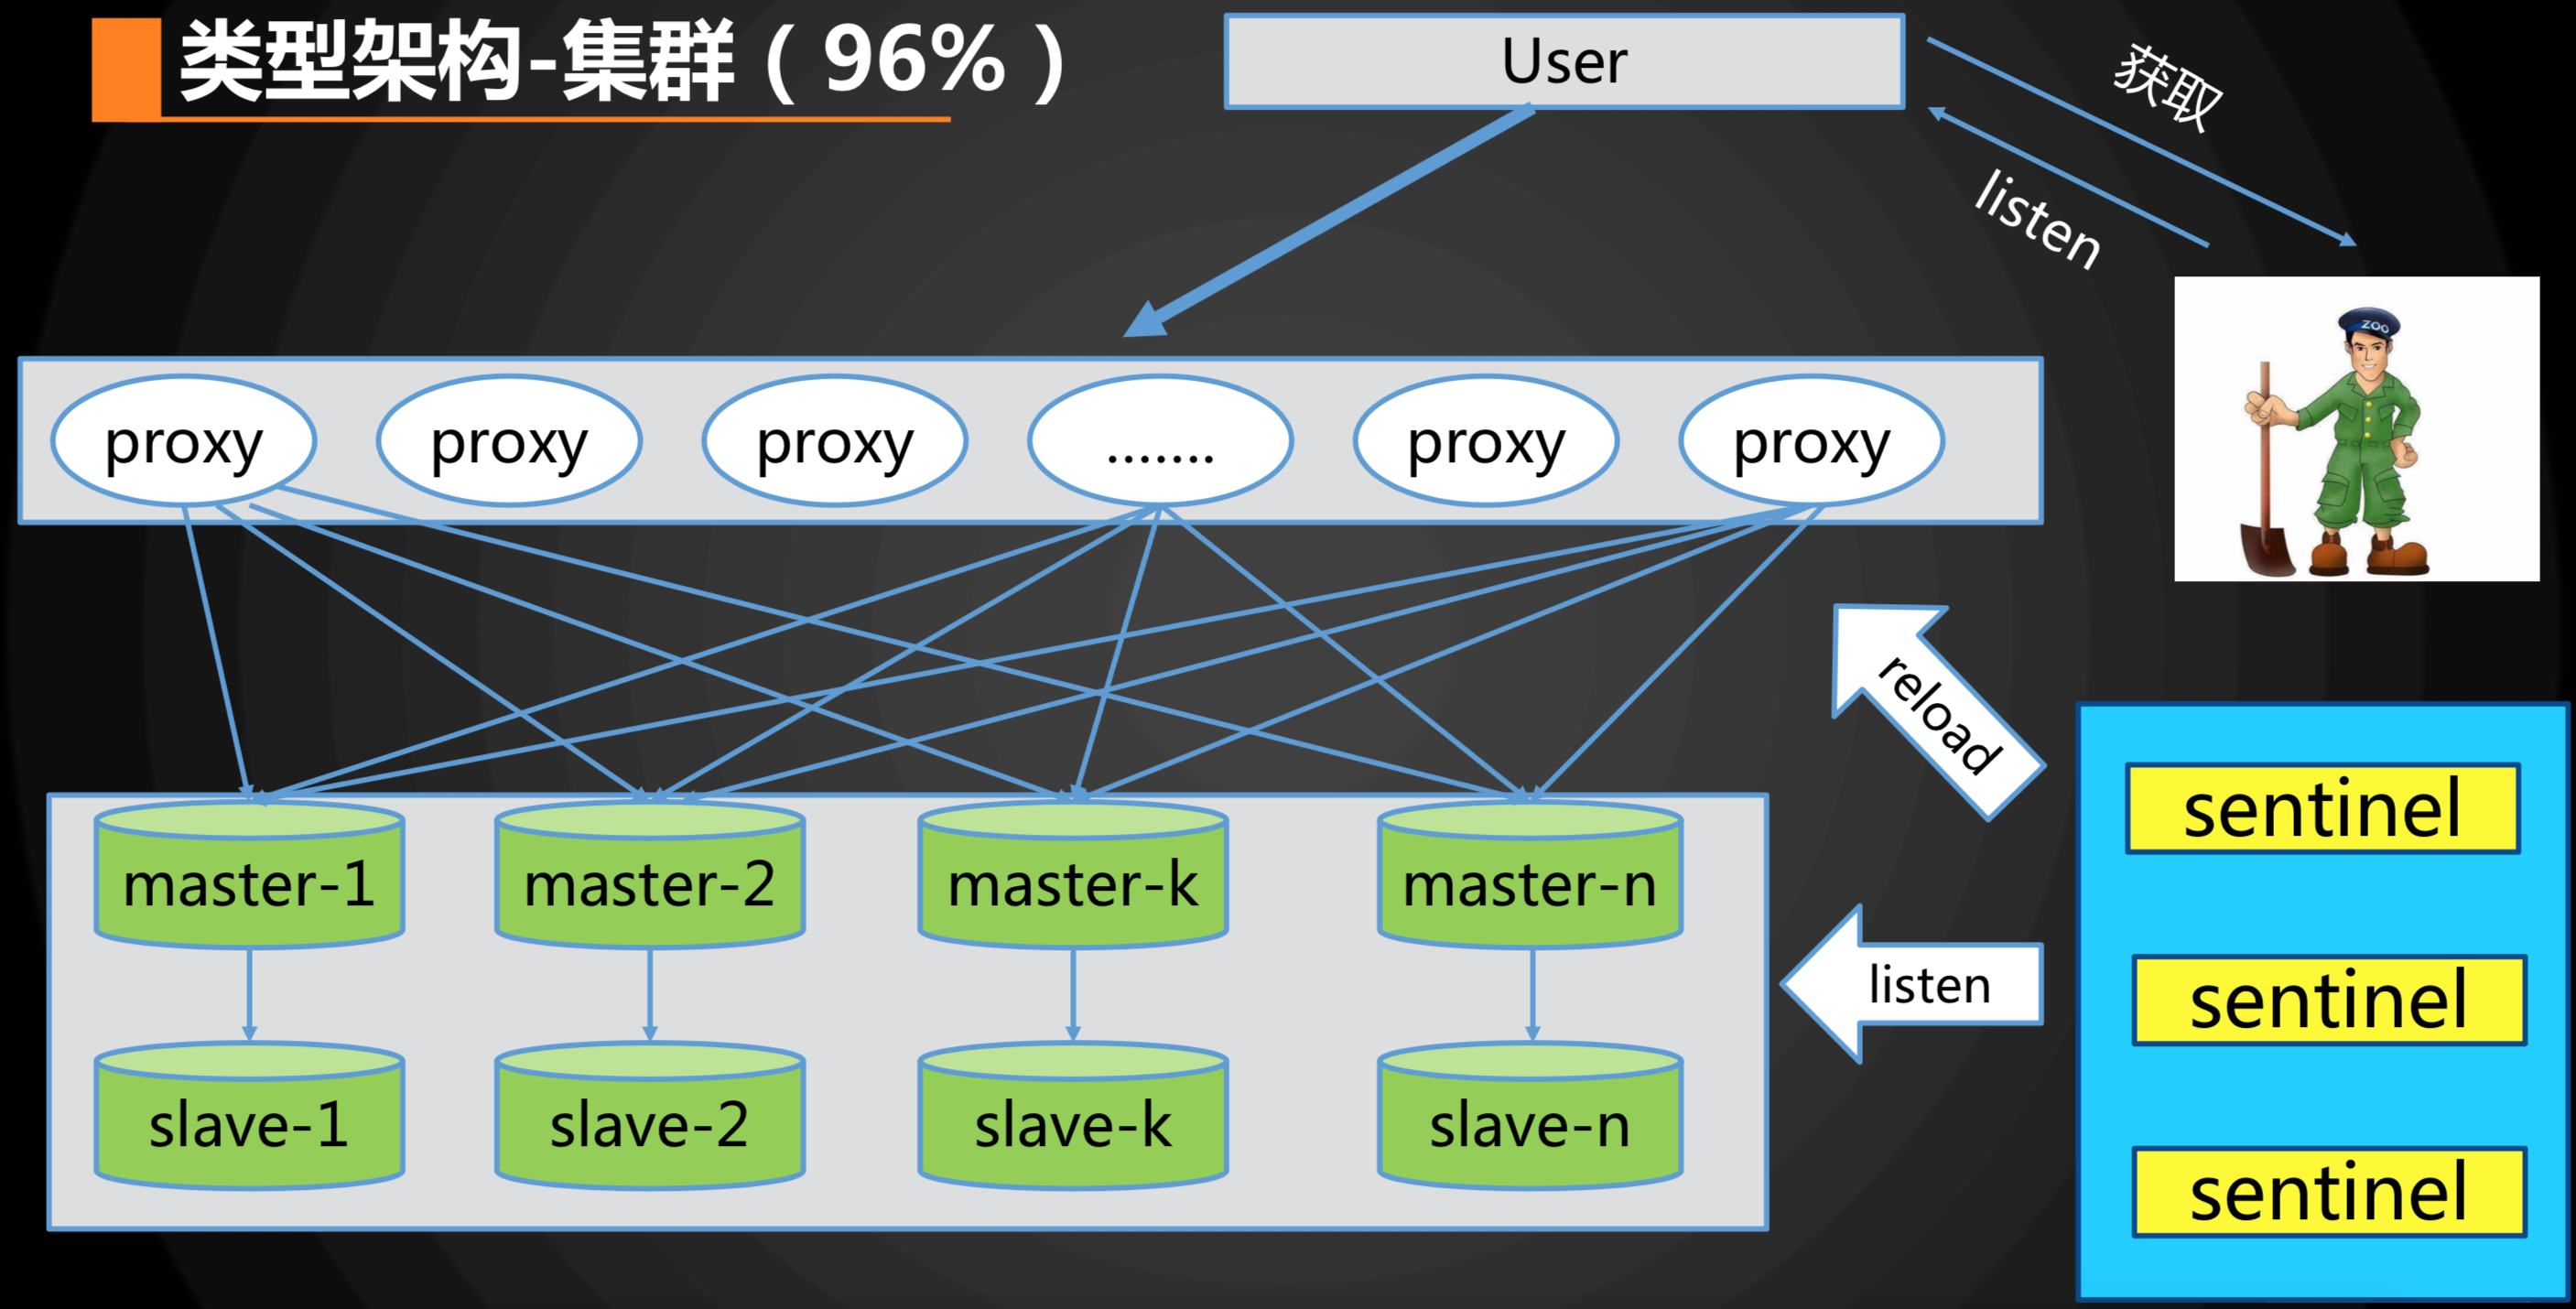 类型架构-集群（96%）
User
获取
listen
ZOO
proxy
proxy
proxy
.......
proxy
proxy
reload
master-1
master-2
master-k
master-n
listen
slave-1
slave-2
slave-k
slave-n
sentinel
sentinel
sentinel